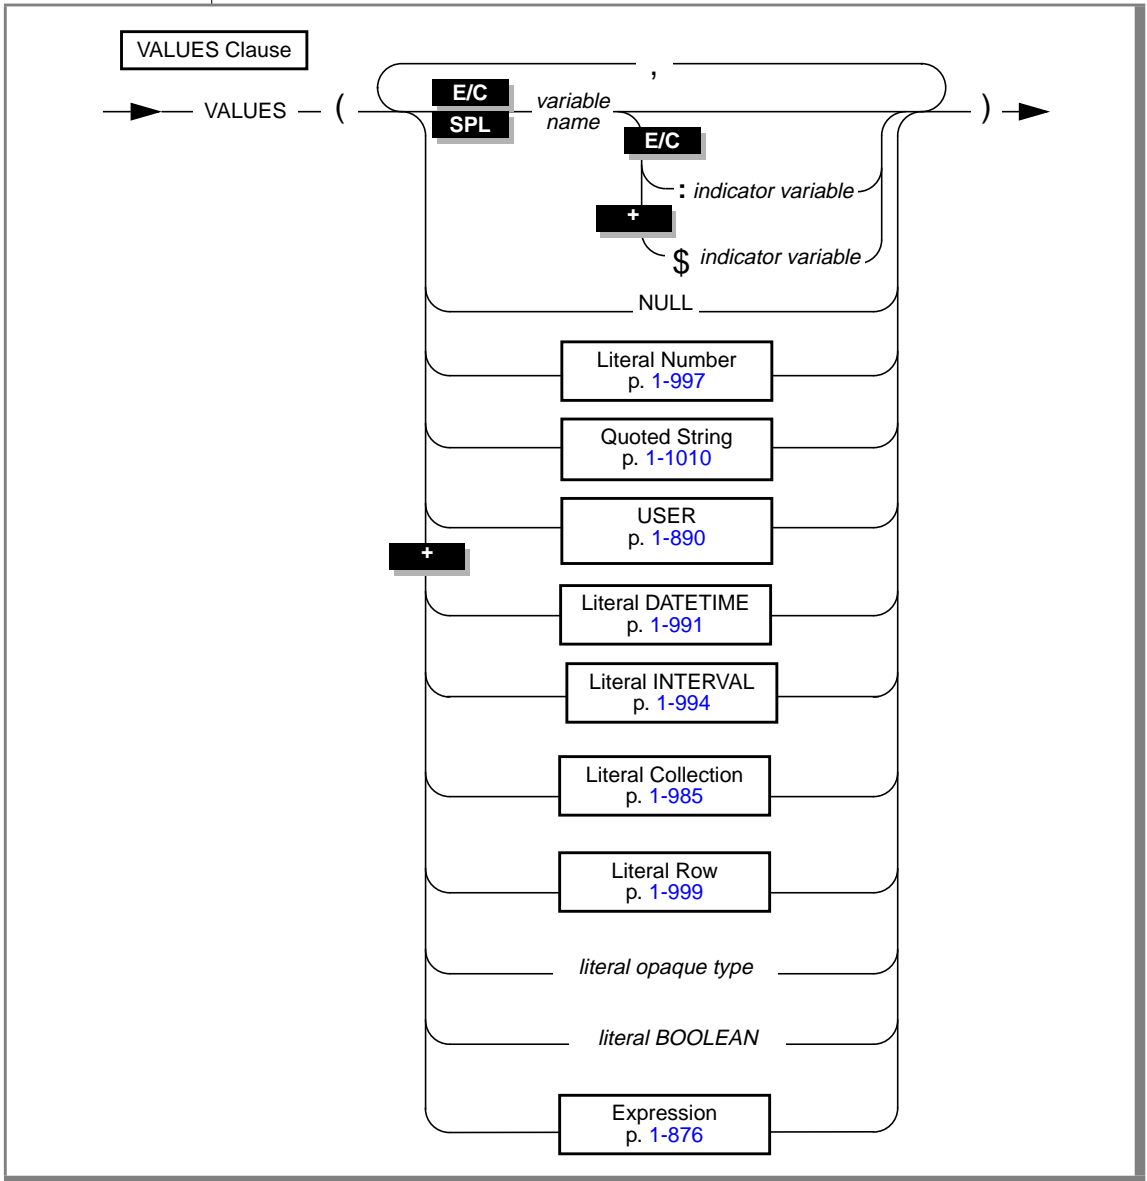 VALUES Clause
,
VALUES ( E/C variable )
SPL name
E/C
: indicator variable
+
$ indicator variable
NULL
Literal Number
p. 1-997
Quoted String
p. 1-1010
USER
p. 1-890
+
Literal DATETIME
p. 1-991
Literal INTERVAL
p. 1-994
Literal Collection
p. 1-985
Literal Row
p. 1-999
literal opaque type
literal BOOLEAN
Expression
p. 1-876